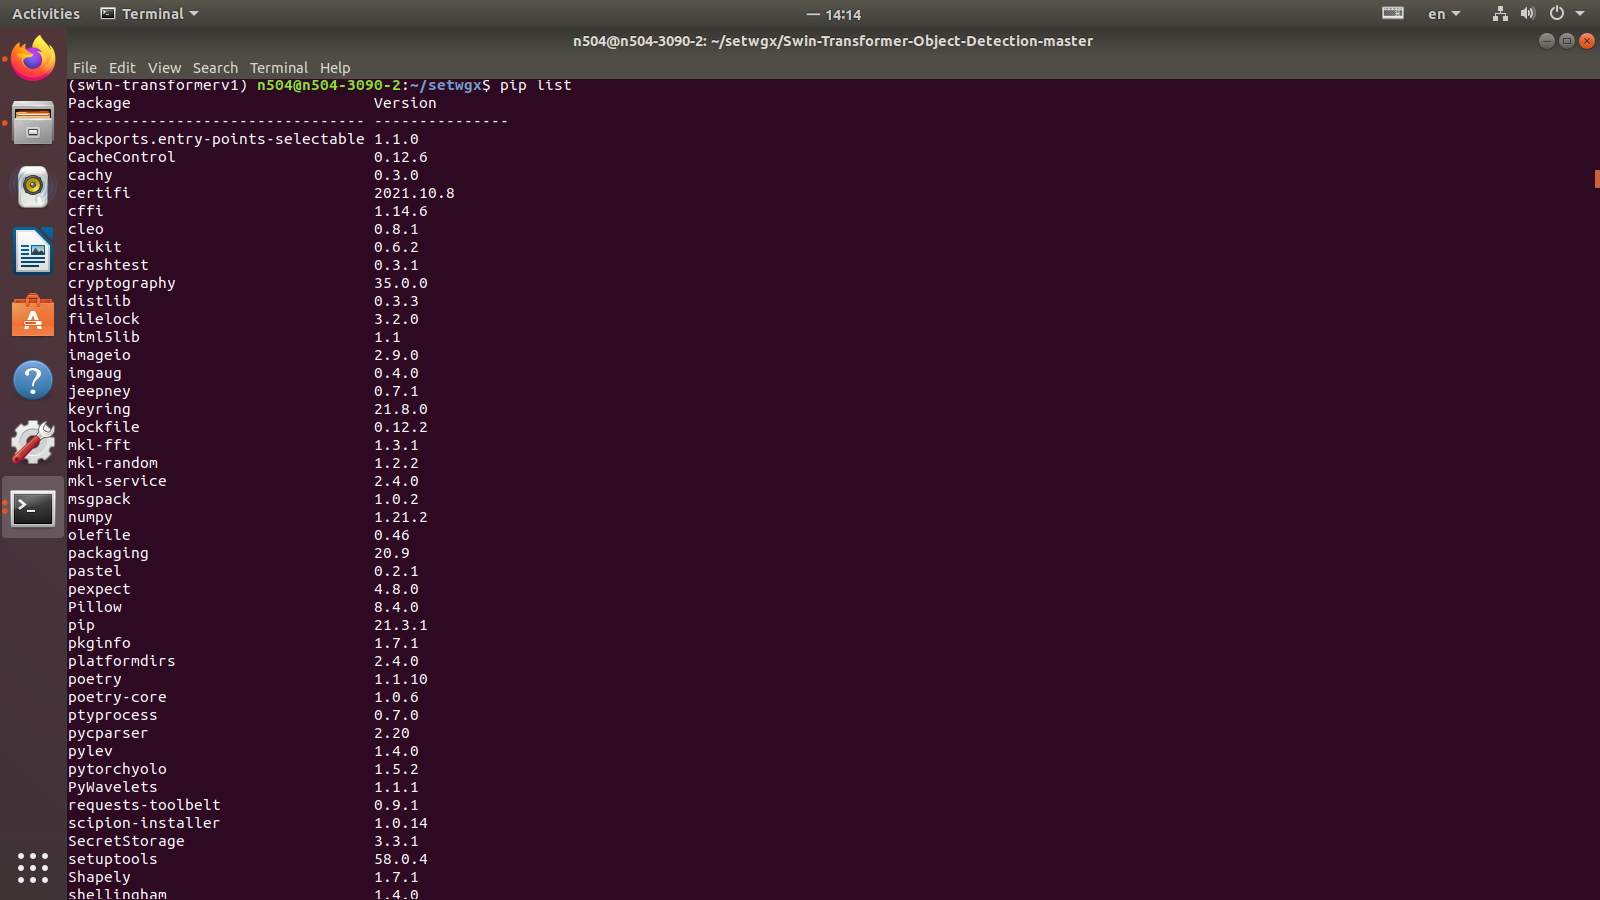 Activities Terminal — 14:14 en
n504@n504-3090-2: ~/setwgx/Swin-Transformer-Object-Detection-master
File Edit View Search Terminal Help
(swin-transformerv1) n504@n504-3090-2:~/setwgx$ pip list
Package Version
--------------------------------- ---------------
backports.entry-points-selectable 1.1.0
CacheControl 0.12.6
cachy 0.3.0
certifi 2021.10.8
cffi 1.14.6
cleo 0.8.1
clikit 0.6.2
crashtest 0.3.1
cryptography 35.0.0
distlib 0.3.3
filelock 3.2.0
html5lib 1.1
imageio 2.9.0
imgaug 0.4.0
jeepney 0.7.1
keyring 21.8.0
lockfile 0.12.2
mkl-fft 1.3.1
mkl-random 1.2.2
mkl-service 2.4.0
msgpack 1.0.2
numpy 1.21.2
olefile 0.46
packaging 20.9
pastel 0.2.1
pexpect 4.8.0
Pillow 8.4.0
pip 21.3.1
pkginfo 1.7.1
platformdirs 2.4.0
poetry 1.1.10
poetry-core 1.0.6
ptyprocess 0.7.0
pycparser 2.20
pylev 1.4.0
pytorchyolo 1.5.2
PyWavelets 1.1.1
requests-toolbelt 0.9.1
scipion-installer 1.0.14
SecretStorage 3.3.1
setuptools 58.0.4
Shapely 1.7.1
shellingham 1.4.0